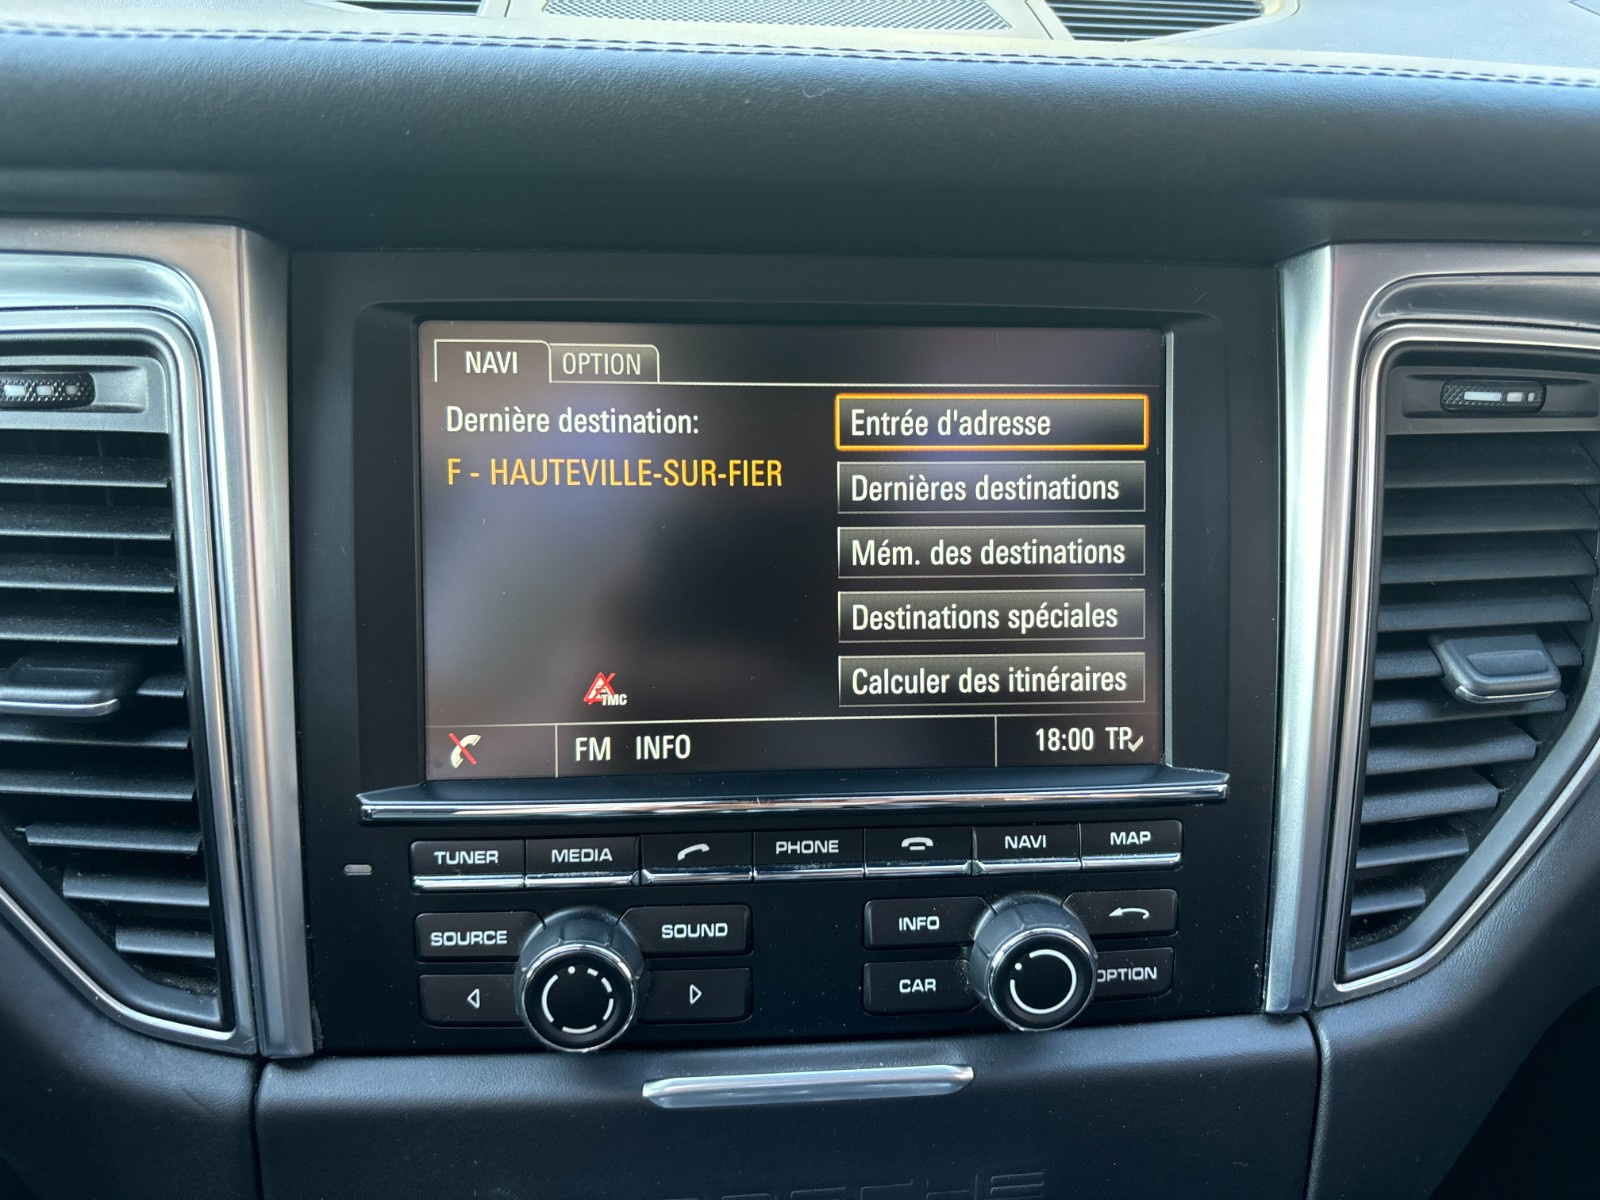 NAVI OPTION
Dernière destination:
F - HAUTEVILLE-SUR-FIER
Entrée d'adresse
Dernières destinations
Mém. des destinations
Destinations spéciales
Calculer des itinéraires
TMC
FM INFO
18:00 TP
TUNER MEDIA PHONE NAVI MAP
SOURCE SOUND INFO
CAR OPTION